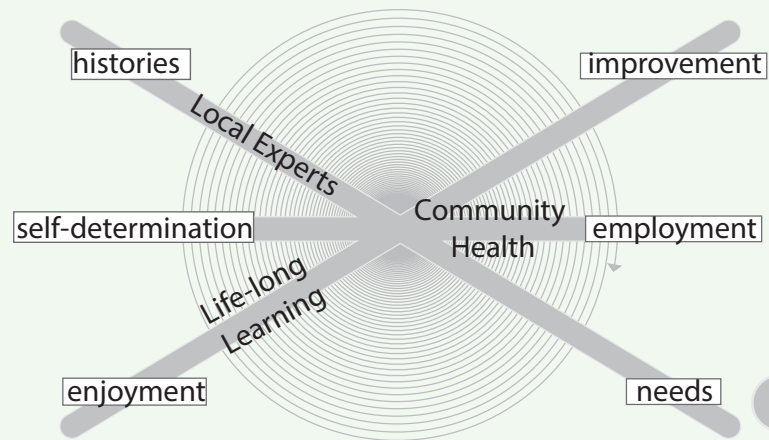 histories
improvement
Local Experts
self-determination
Community
Health
employment
Life-long
Learning
enjoyment
needs